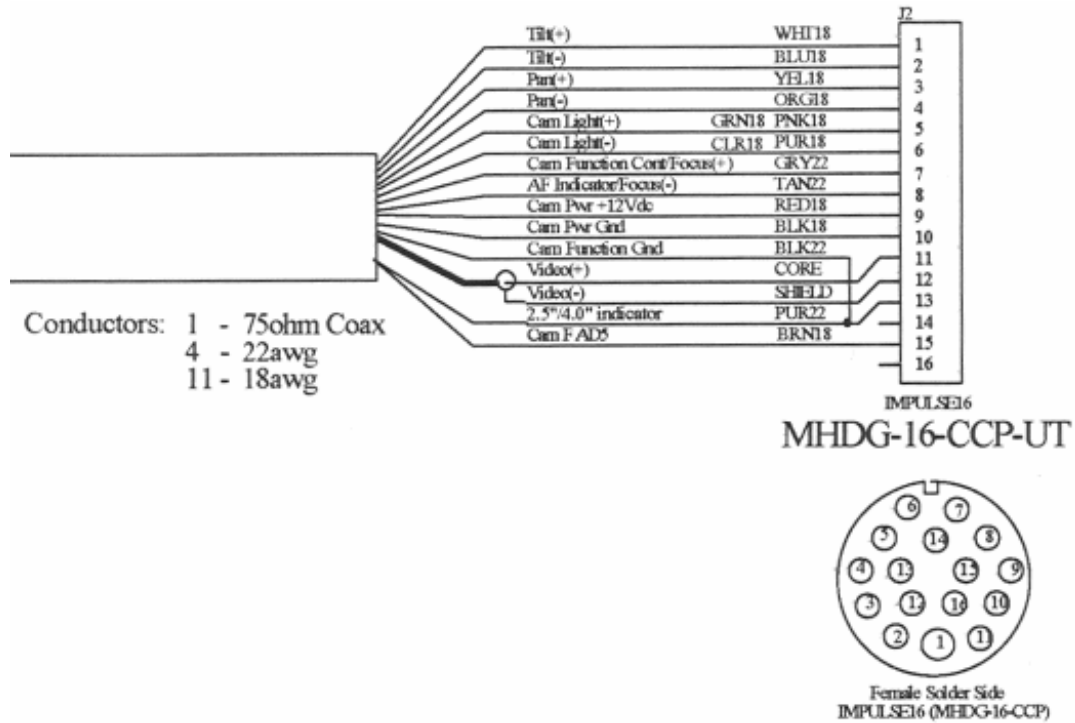 J2
Tilt(+) WHT18 1
Tilt(-) BLU18 2
Pan(+) YEL18 3
Pan(-) ORG18 4
Cam Light(+) GRN18 PNK18 5
Cam Light(-) CLR18 PUR18 6
Cam Function Cont/Focus(+) GRY22 7
AF Indicator/Focus(-) TAN22 8
Cam Pwr +12Vdc RED18 9
Cam Pwr Gnd BLK18 10
Cam Function Gnd BLK22 11
Video(+) CORE 12
Video(-) SHIELD 13
2.5"/4.0" indicator PUR22 14
Cam F AD5 BRN18 15
16
Conductors: 1 - 75ohm Coax
4 - 22awg
11 - 18awg
IMPULSE16
MHDG-16-CCP-UT
6 7
5 14 8
4 13 15 9
3 12 16 10
2 1 11
Female Solder Side
IMPULSE16 (MHDG-16-CCP)